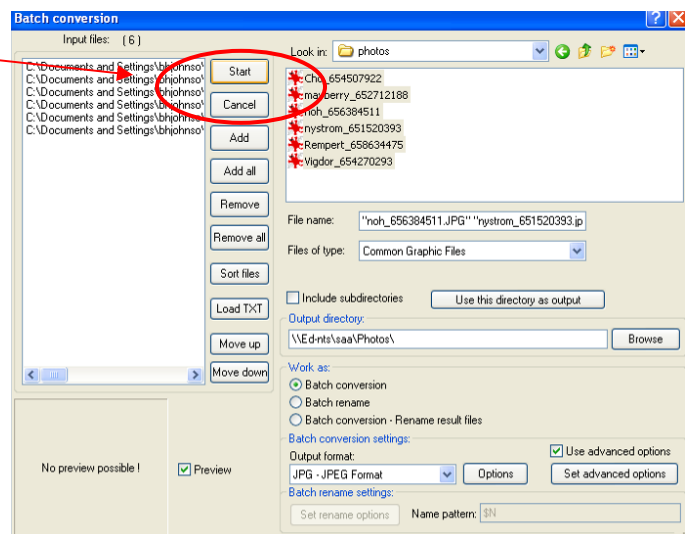 Batch conversion
Input files: ( 6 )
C:\Documents and Settings\bhjohnso\
C:\Documents and Settings\bhjohnso\
C:\Documents and Settings\bhjohnso\
C:\Documents and Settings\bhjohnso\
C:\Documents and Settings\bhjohnso\
C:\Documents and Settings\bhjohnso\
Start
Cancel
Add
Add all
Remove
Remove all
Sort files
Load TXT
Move up
Move down
No preview possible !
Preview
Look in: photos
Cho_654507922
mayberry_652712188
noh_656384511
nystrom_651520393
Rempert_658634475
Vigdor_654270293
File name: "noh_656384511.JPG" "nystrom_651520393.jp
Files of type: Common Graphic Files
Include subdirectories
Use this directory as output
Output directory:
\\Ed-nts\saa\Photos\
Browse
Work as:
Batch conversion
Batch rename
Batch conversion - Rename result files
Batch conversion settings:
Output format:
Use advanced options
JPG - JPEG Format
Options
Set advanced options
Batch rename settings:
Set rename options
Name pattern: $N